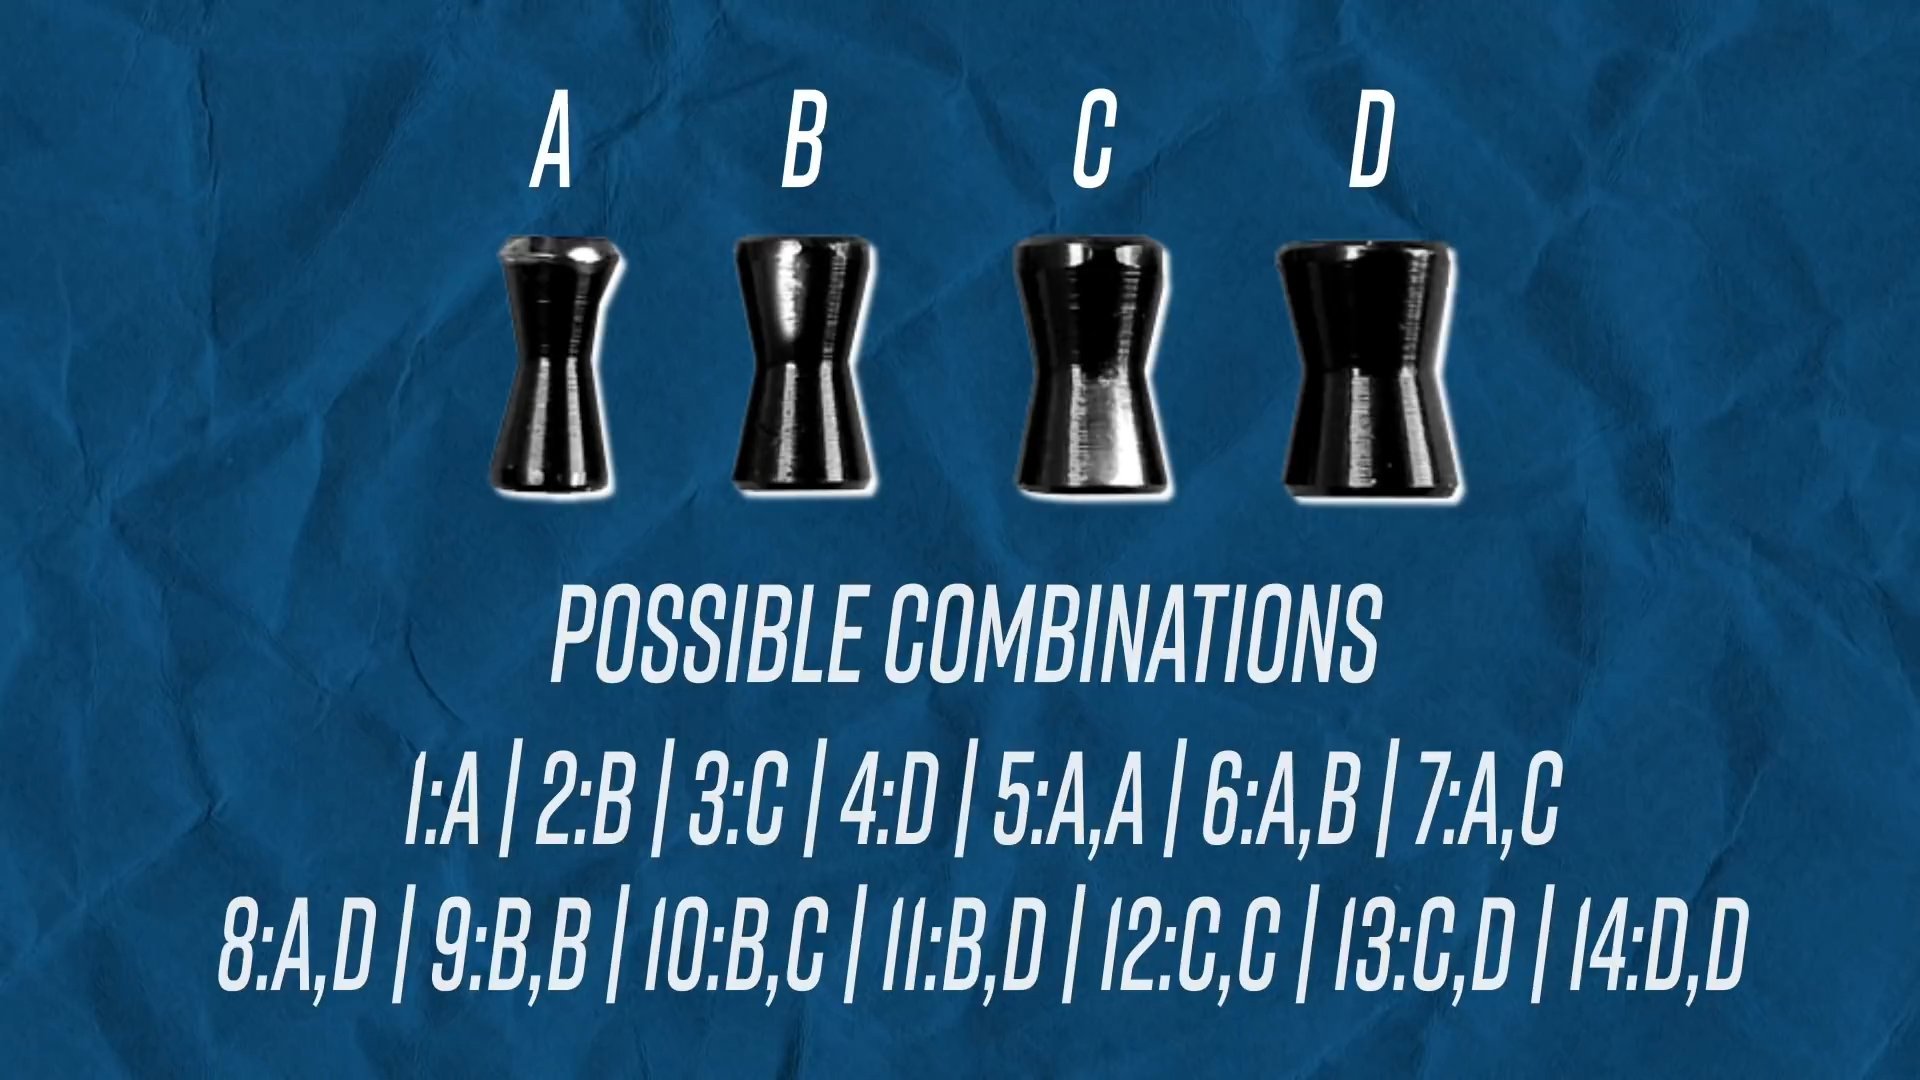 A B C D
POSSIBLE COMBINATIONS
1:A | 2:B | 3:C | 4:D | 5:A,A | 6:A,B | 7:A,C
8:A,D | 9:B,B | 10:B,C | 11:B,D | 12:C,C | 13:C,D | 14:D,D